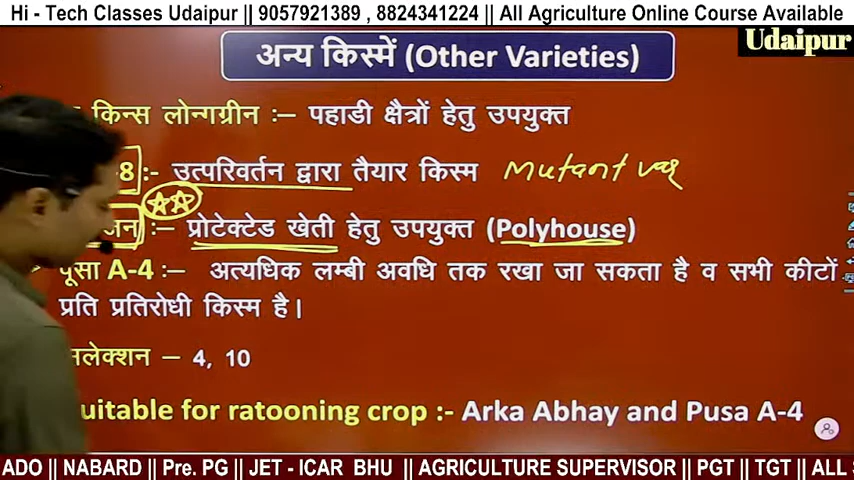 Hi - Tech Classes Udaipur || 9057921389 , 8824341224 || All Agriculture Online Course Available
Udaipur
अन्य किस्में (Other Varieties)
किन्स लोन्गग्रीन :– पहाडी क्षैत्रों हेतु उपयुक्त
-8 :- उत्परिवर्तन द्वारा तैयार किस्म Mutant var
प्रोटेक्टेड खेती हेतु उपयुक्त (Polyhouse)
पूसा A-4 :– अत्यधिक लम्बी अवधि तक रखा जा सकता है व सभी कीटों
प्रति प्रतिरोधी किस्म है।
– 4, 10
uitable for ratooning crop :- Arka Abhay and Pusa A-4
ADO || NABARD || Pre. PG || JET - ICAR BHU || AGRICULTURE SUPERVISOR || PGT || TGT || ALL